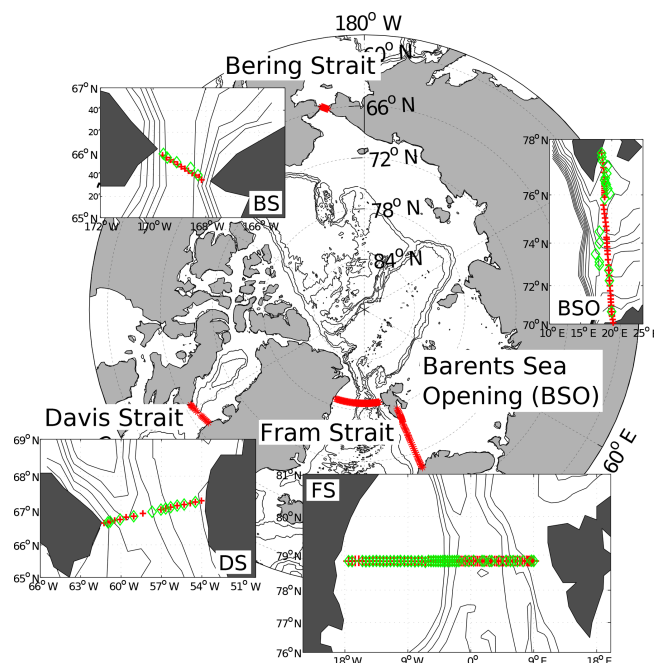 180° W
60° N
Bering Strait
66° N
72° N
78° N
84° N
67° N
40'
20'
66° N
40'
20'
65° N
172° W
170° W
168° W
166° W
BS
78° N
76° N
74° N
72° N
70° N
10° E
15° E
20° E
25° E
BSO
Barents Sea
Opening (BSO)
Davis Strait
Fram Strait
60° E
69° N
68° N
67° N
66° N
65° N
66° W
63° W
60° W
57° W
54° W
51° W
DS
FS
81° N
80° N
79° N
78° N
77° N
76° N
18° W
9° W
0° E
9° E
18° E